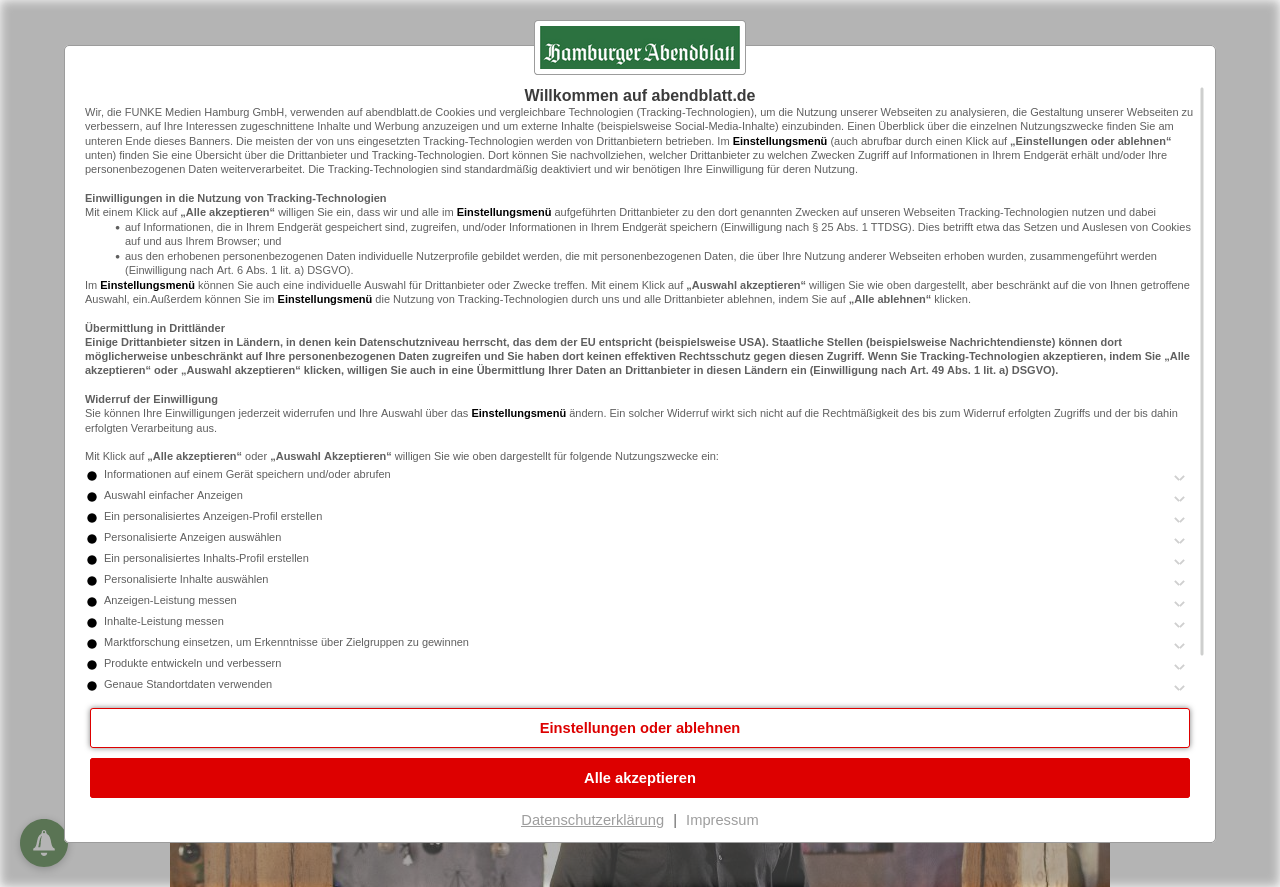 Hamburger Abendblatt
Willkommen auf abendblatt.de
Wir, die FUNKE Medien Hamburg GmbH, verwenden auf abendblatt.de Cookies und vergleichbare Technologien (Tracking-Technologien), um die Nutzung unserer Webseiten zu analysieren, die Gestaltung unserer Webseiten zu
verbessern, auf Ihre Interessen zugeschnittene Inhalte und Werbung anzuzeigen und um externe Inhalte (beispielsweise Social-Media-Inhalte) einzubinden. Einen Überblick über die einzelnen Nutzungszwecke finden Sie am
unteren Ende dieses Banners. Die meisten der von uns eingesetzten Tracking-Technologien werden von Drittanbietern betrieben. Im Einstellungsmenü (auch abrufbar durch einen Klick auf „Einstellungen oder ablehnen“
unten) finden Sie eine Übersicht über die Drittanbieter und Tracking-Technologien. Dort können Sie nachvollziehen, welcher Drittanbieter zu welchen Zwecken Zugriff auf Informationen in Ihrem Endgerät erhält und/oder Ihre
personenbezogenen Daten weiterverarbeitet. Die Tracking-Technologien sind standardmäßig deaktiviert und wir benötigen Ihre Einwilligung für deren Nutzung.
Einwilligungen in die Nutzung von Tracking-Technologien
Mit einem Klick auf „Alle akzeptieren“ willigen Sie ein, dass wir und alle im Einstellungsmenü aufgeführten Drittanbieter zu den dort genannten Zwecken auf unseren Webseiten Tracking-Technologien nutzen und dabei
• auf Informationen, die in Ihrem Endgerät gespeichert sind, zugreifen, und/oder Informationen in Ihrem Endgerät speichern (Einwilligung nach § 25 Abs. 1 TTDSG). Dies betrifft etwa das Setzen und Auslesen von Cookies
auf und aus Ihrem Browser; und
• aus den erhobenen personenbezogenen Daten individuelle Nutzerprofile gebildet werden, die mit personenbezogenen Daten, die über Ihre Nutzung anderer Webseiten erhoben wurden, zusammengeführt werden
(Einwilligung nach Art. 6 Abs. 1 lit. a) DSGVO).
Im Einstellungsmenü können Sie auch eine individuelle Auswahl für Drittanbieter oder Zwecke treffen. Mit einem Klick auf „Auswahl akzeptieren“ willigen Sie wie oben dargestellt, aber beschränkt auf die von Ihnen getroffene
Auswahl, ein.Außerdem können Sie im Einstellungsmenü die Nutzung von Tracking-Technologien durch uns und alle Drittanbieter ablehnen, indem Sie auf „Alle ablehnen“ klicken.
Übermittlung in Drittländer
Einige Drittanbieter sitzen in Ländern, in denen kein Datenschutzniveau herrscht, das dem der EU entspricht (beispielsweise USA). Staatliche Stellen (beispielsweise Nachrichtendienste) können dort
möglicherweise unbeschränkt auf Ihre personenbezogenen Daten zugreifen und Sie haben dort keinen effektiven Rechtsschutz gegen diesen Zugriff. Wenn Sie Tracking-Technologien akzeptieren, indem Sie „Alle
akzeptieren“ oder „Auswahl akzeptieren“ klicken, willigen Sie auch in eine Übermittlung Ihrer Daten an Drittanbieter in diesen Ländern ein (Einwilligung nach Art. 49 Abs. 1 lit. a) DSGVO).
Widerruf der Einwilligung
Sie können Ihre Einwilligungen jederzeit widerrufen und Ihre Auswahl über das Einstellungsmenü ändern. Ein solcher Widerruf wirkt sich nicht auf die Rechtmäßigkeit des bis zum Widerruf erfolgten Zugriffs und der bis dahin
erfolgten Verarbeitung aus.
Mit Klick auf „Alle akzeptieren“ oder „Auswahl Akzeptieren“ willigen Sie wie oben dargestellt für folgende Nutzungszwecke ein:
Informationen auf einem Gerät speichern und/oder abrufen
Auswahl einfacher Anzeigen
Ein personalisiertes Anzeigen-Profil erstellen
Personalisierte Anzeigen auswählen
Ein personalisiertes Inhalts-Profil erstellen
Personalisierte Inhalte auswählen
Anzeigen-Leistung messen
Inhalte-Leistung messen
Marktforschung einsetzen, um Erkenntnisse über Zielgruppen zu gewinnen
Produkte entwickeln und verbessern
Genaue Standortdaten verwenden
Einstellungen oder ablehnen
Alle akzeptieren
Datenschutzerklärung | Impressum